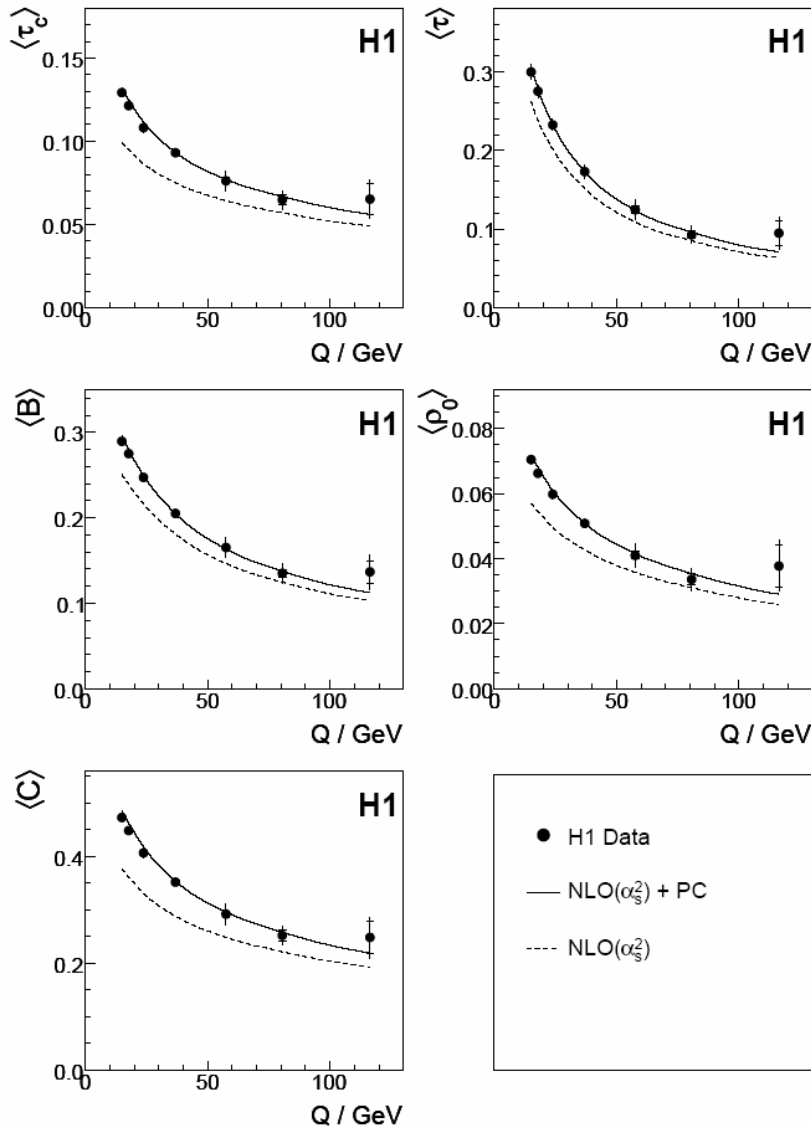 ⟨τc⟩
H1
0.15
0.10
0.05
0.00
0
50
100
Q / GeV
⟨τ⟩
H1
0.3
0.2
0.1
0.0
0
50
100
Q / GeV
⟨B⟩
H1
0.3
0.2
0.1
0.0
0
50
100
Q / GeV
⟨ρ0⟩
H1
0.08
0.06
0.04
0.02
0.00
0
50
100
Q / GeV
⟨C⟩
H1
0.4
0.2
0.0
0
50
100
Q / GeV
H1 Data
NLO(αs²) + PC
NLO(αs²)